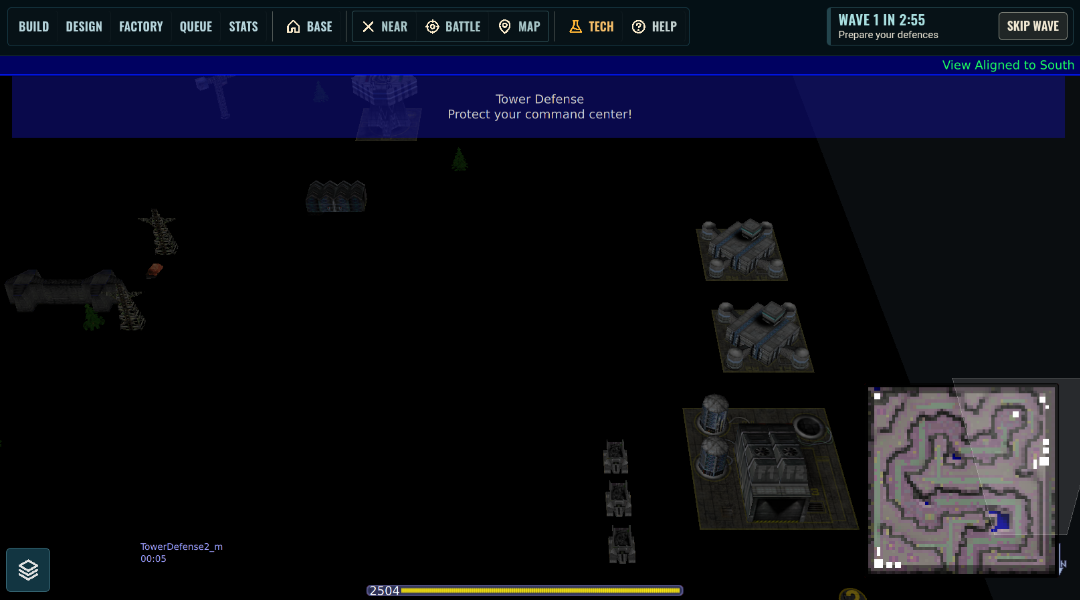 BUILD DESIGN FACTORY QUEUE STATS BASE NEAR BATTLE MAP TECH HELP
WAVE 1 IN 2:55
Prepare your defences
SKIP WAVE
View Aligned to South
Tower Defense
Protect your command center!
TowerDefense2_m
00:05
2504
N